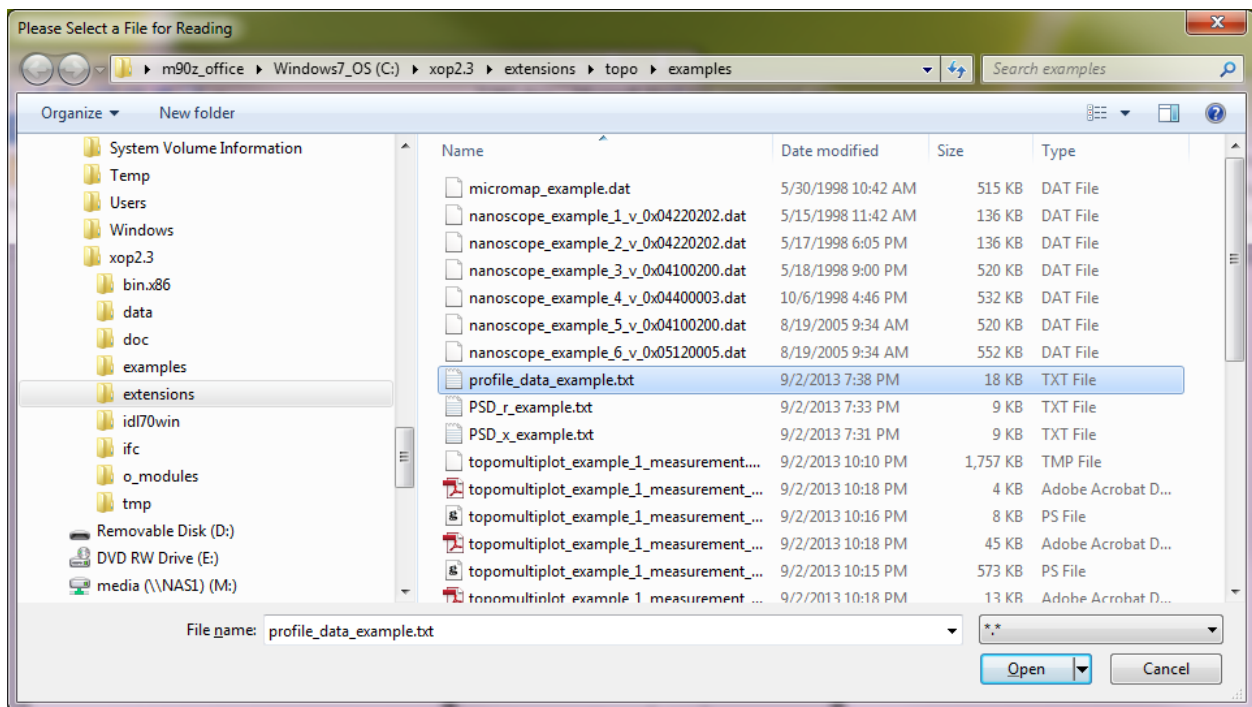 Please Select a File for Reading
m90z_office ▸ Windows7_OS (C:) ▸ xop2.3 ▸ extensions ▸ topo ▸ examples
Search examples
Organize
New folder
System Volume Information
Temp
Users
Windows
xop2.3
bin.x86
data
doc
examples
extensions
idl70win
ifc
o_modules
tmp
Removable Disk (D:)
DVD RW Drive (E:)
media (\\NAS1) (M:)
Name Date modified Size Type
micromap_example.dat 5/30/1998 10:42 AM 515 KB DAT File
nanoscope_example_1_v_0x04220202.dat 5/15/1998 11:42 AM 136 KB DAT File
nanoscope_example_2_v_0x04220202.dat 5/17/1998 6:05 PM 136 KB DAT File
nanoscope_example_3_v_0x04100200.dat 5/18/1998 9:00 PM 520 KB DAT File
nanoscope_example_4_v_0x04400003.dat 10/6/1998 4:46 PM 532 KB DAT File
nanoscope_example_5_v_0x04100200.dat 8/19/2005 9:34 AM 520 KB DAT File
nanoscope_example_6_v_0x05120005.dat 8/19/2005 9:34 AM 552 KB DAT File
profile_data_example.txt 9/2/2013 7:38 PM 18 KB TXT File
PSD_r_example.txt 9/2/2013 7:33 PM 9 KB TXT File
PSD_x_example.txt 9/2/2013 7:31 PM 9 KB TXT File
topomultiplot_example_1_measurement.... 9/2/2013 10:10 PM 1,757 KB TMP File
topomultiplot_example_1_measurement_... 9/2/2013 10:18 PM 4 KB Adobe Acrobat D...
topomultiplot_example_1_measurement_... 9/2/2013 10:16 PM 8 KB PS File
topomultiplot_example_1_measurement_... 9/2/2013 10:18 PM 45 KB Adobe Acrobat D...
topomultiplot_example_1_measurement_... 9/2/2013 10:15 PM 573 KB PS File
topomultiplot_example_1_measurement_... 9/2/2013 10:18 PM 13 KB Adobe Acrobat D...
File name: profile_data_example.txt
*.*
Open
Cancel